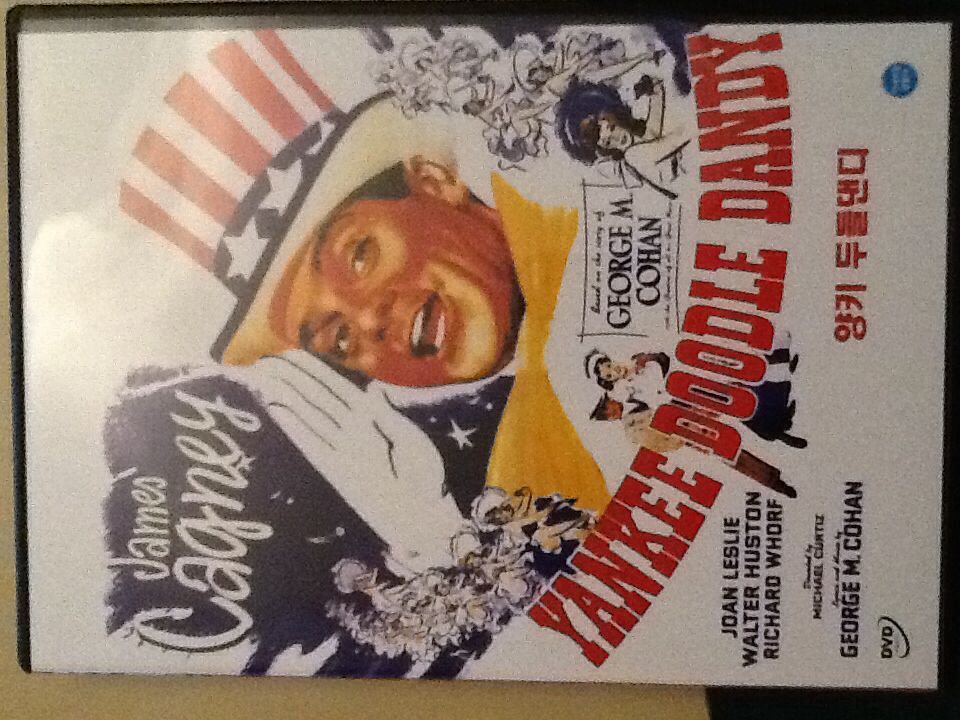 James
Cagney
based on the story of
GEORGE M.
COHAN
YANKEE DOODLE DANDY
양키 두들댄디
JOAN LESLIE
WALTER HUSTON
RICHARD WHORF
Directed by
MICHAEL CURTIZ
GEORGE M. COHAN
DVD